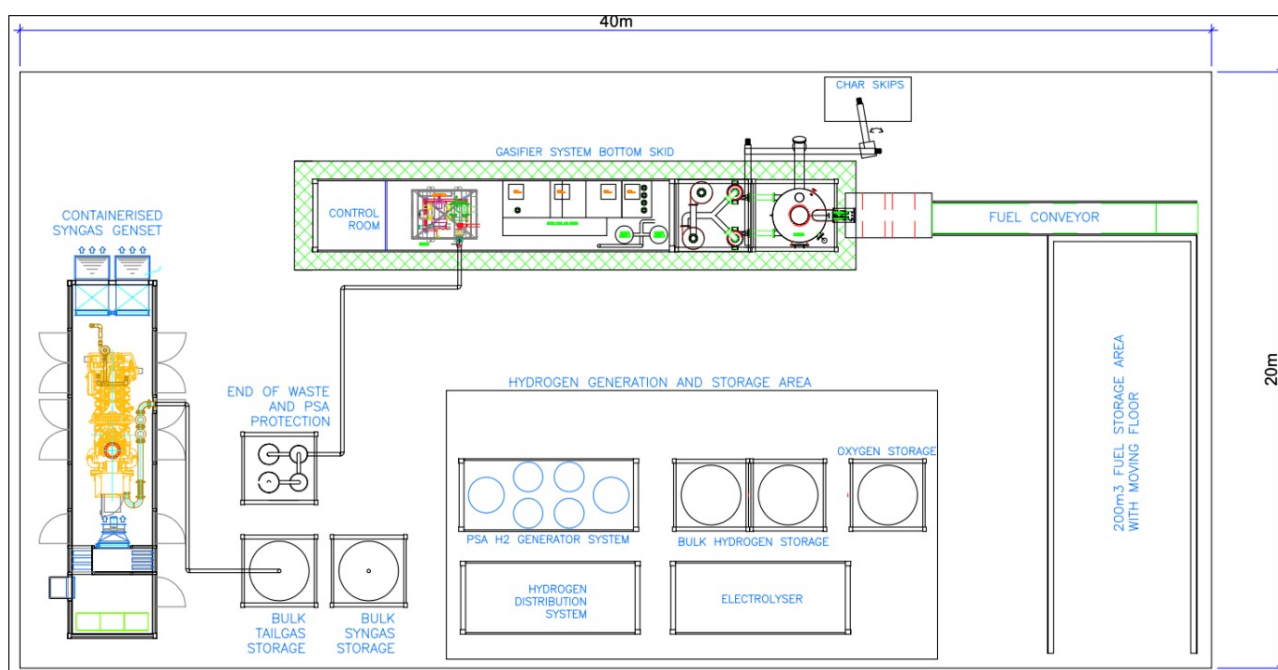 40m
CHAR SKIPS
GASIFIER SYSTEM BOTTOM SKID
CONTROL
ROOM
FUEL CONVEYOR
CONTAINERISED
SYNGAS GENSET
20m
HYDROGEN GENERATION AND STORAGE AREA
END OF WASTE
AND PSA
PROTECTION
OXYGEN STORAGE
200m3 FUEL STORAGE AREA
WITH MOVING FLOOR
PSA H2 GENERATOR SYSTEM
BULK HYDROGEN STORAGE
HYDROGEN
DISTRIBUTION
SYSTEM
ELECTROLYSER
BULK
TAILGAS
STORAGE
BULK
SYNGAS
STORAGE